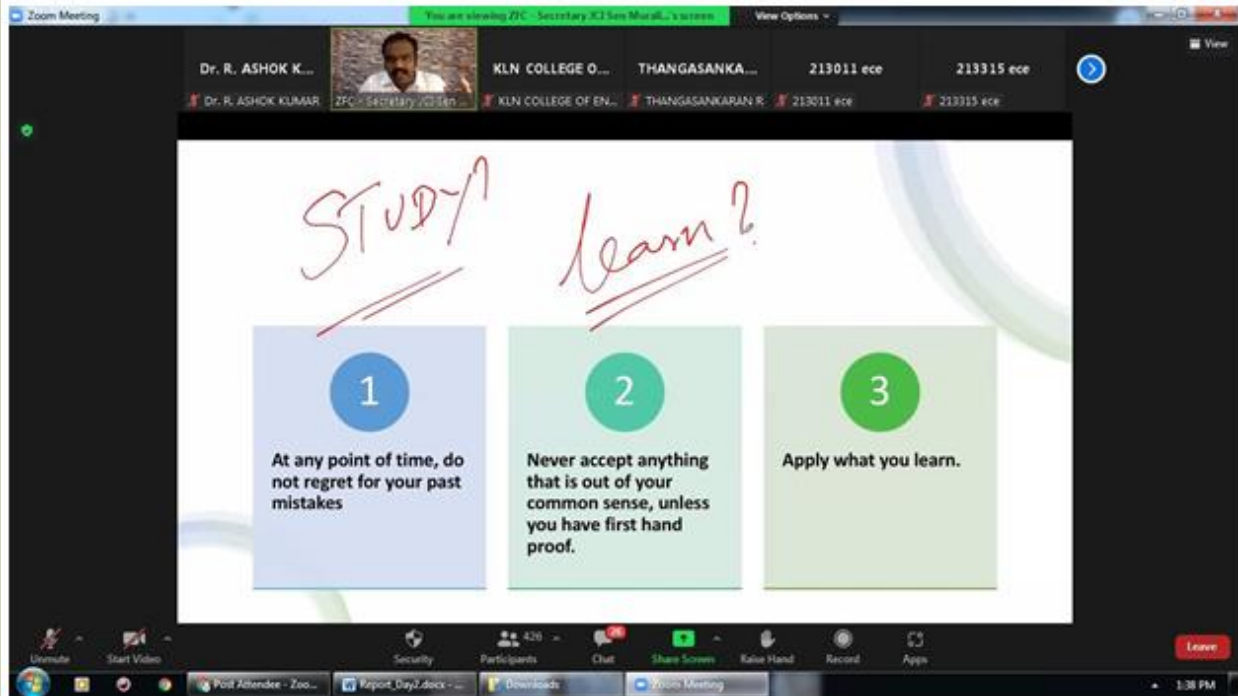 Zoom Meeting
You are viewing ZFC - Secretary JCI Sen Murali...'s screen
View Options
View
Dr. R. ASHOK K...
KLN COLLEGE O...
THANGASANKA...
213011 ece
213315 ece
Dr. R. ASHOK KUMAR
ZFC - Secretary JCI Sen
KLN COLLEGE OF EN...
THANGASANKARAN R
213011 ece
213315 ece
STUDY?
learn?
1
At any point of time, do
not regret for your past
mistakes
2
Never accept anything
that is out of your
common sense, unless
you have first hand
proof.
3
Apply what you learn.
Unmute
Start Video
Security
426
Participants
26
Chat
Share Screen
Raise Hand
Record
Apps
Leave
Post Attendee - Zoo...
Report_Day2.docx - ...
Downloads
Zoom Meeting
1:38 PM